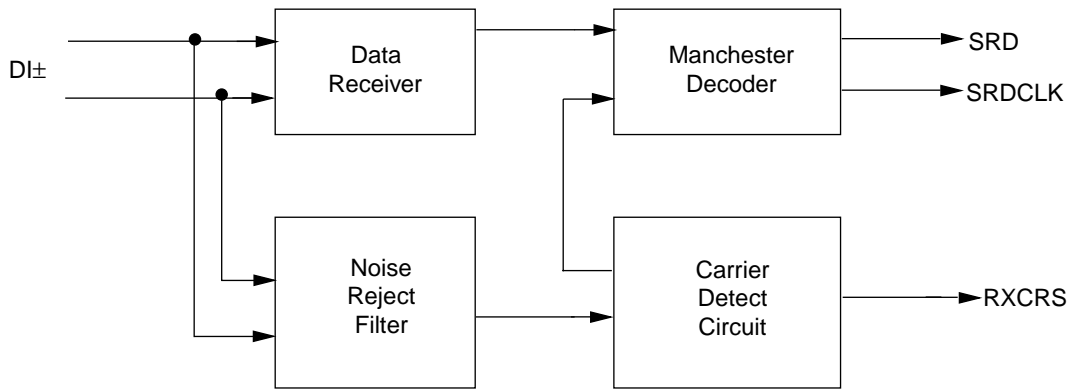 DI±
Data
Receiver
Manchester
Decoder
SRD
SRDCLK
Noise
Reject
Filter
Carrier
Detect
Circuit
RXCRS